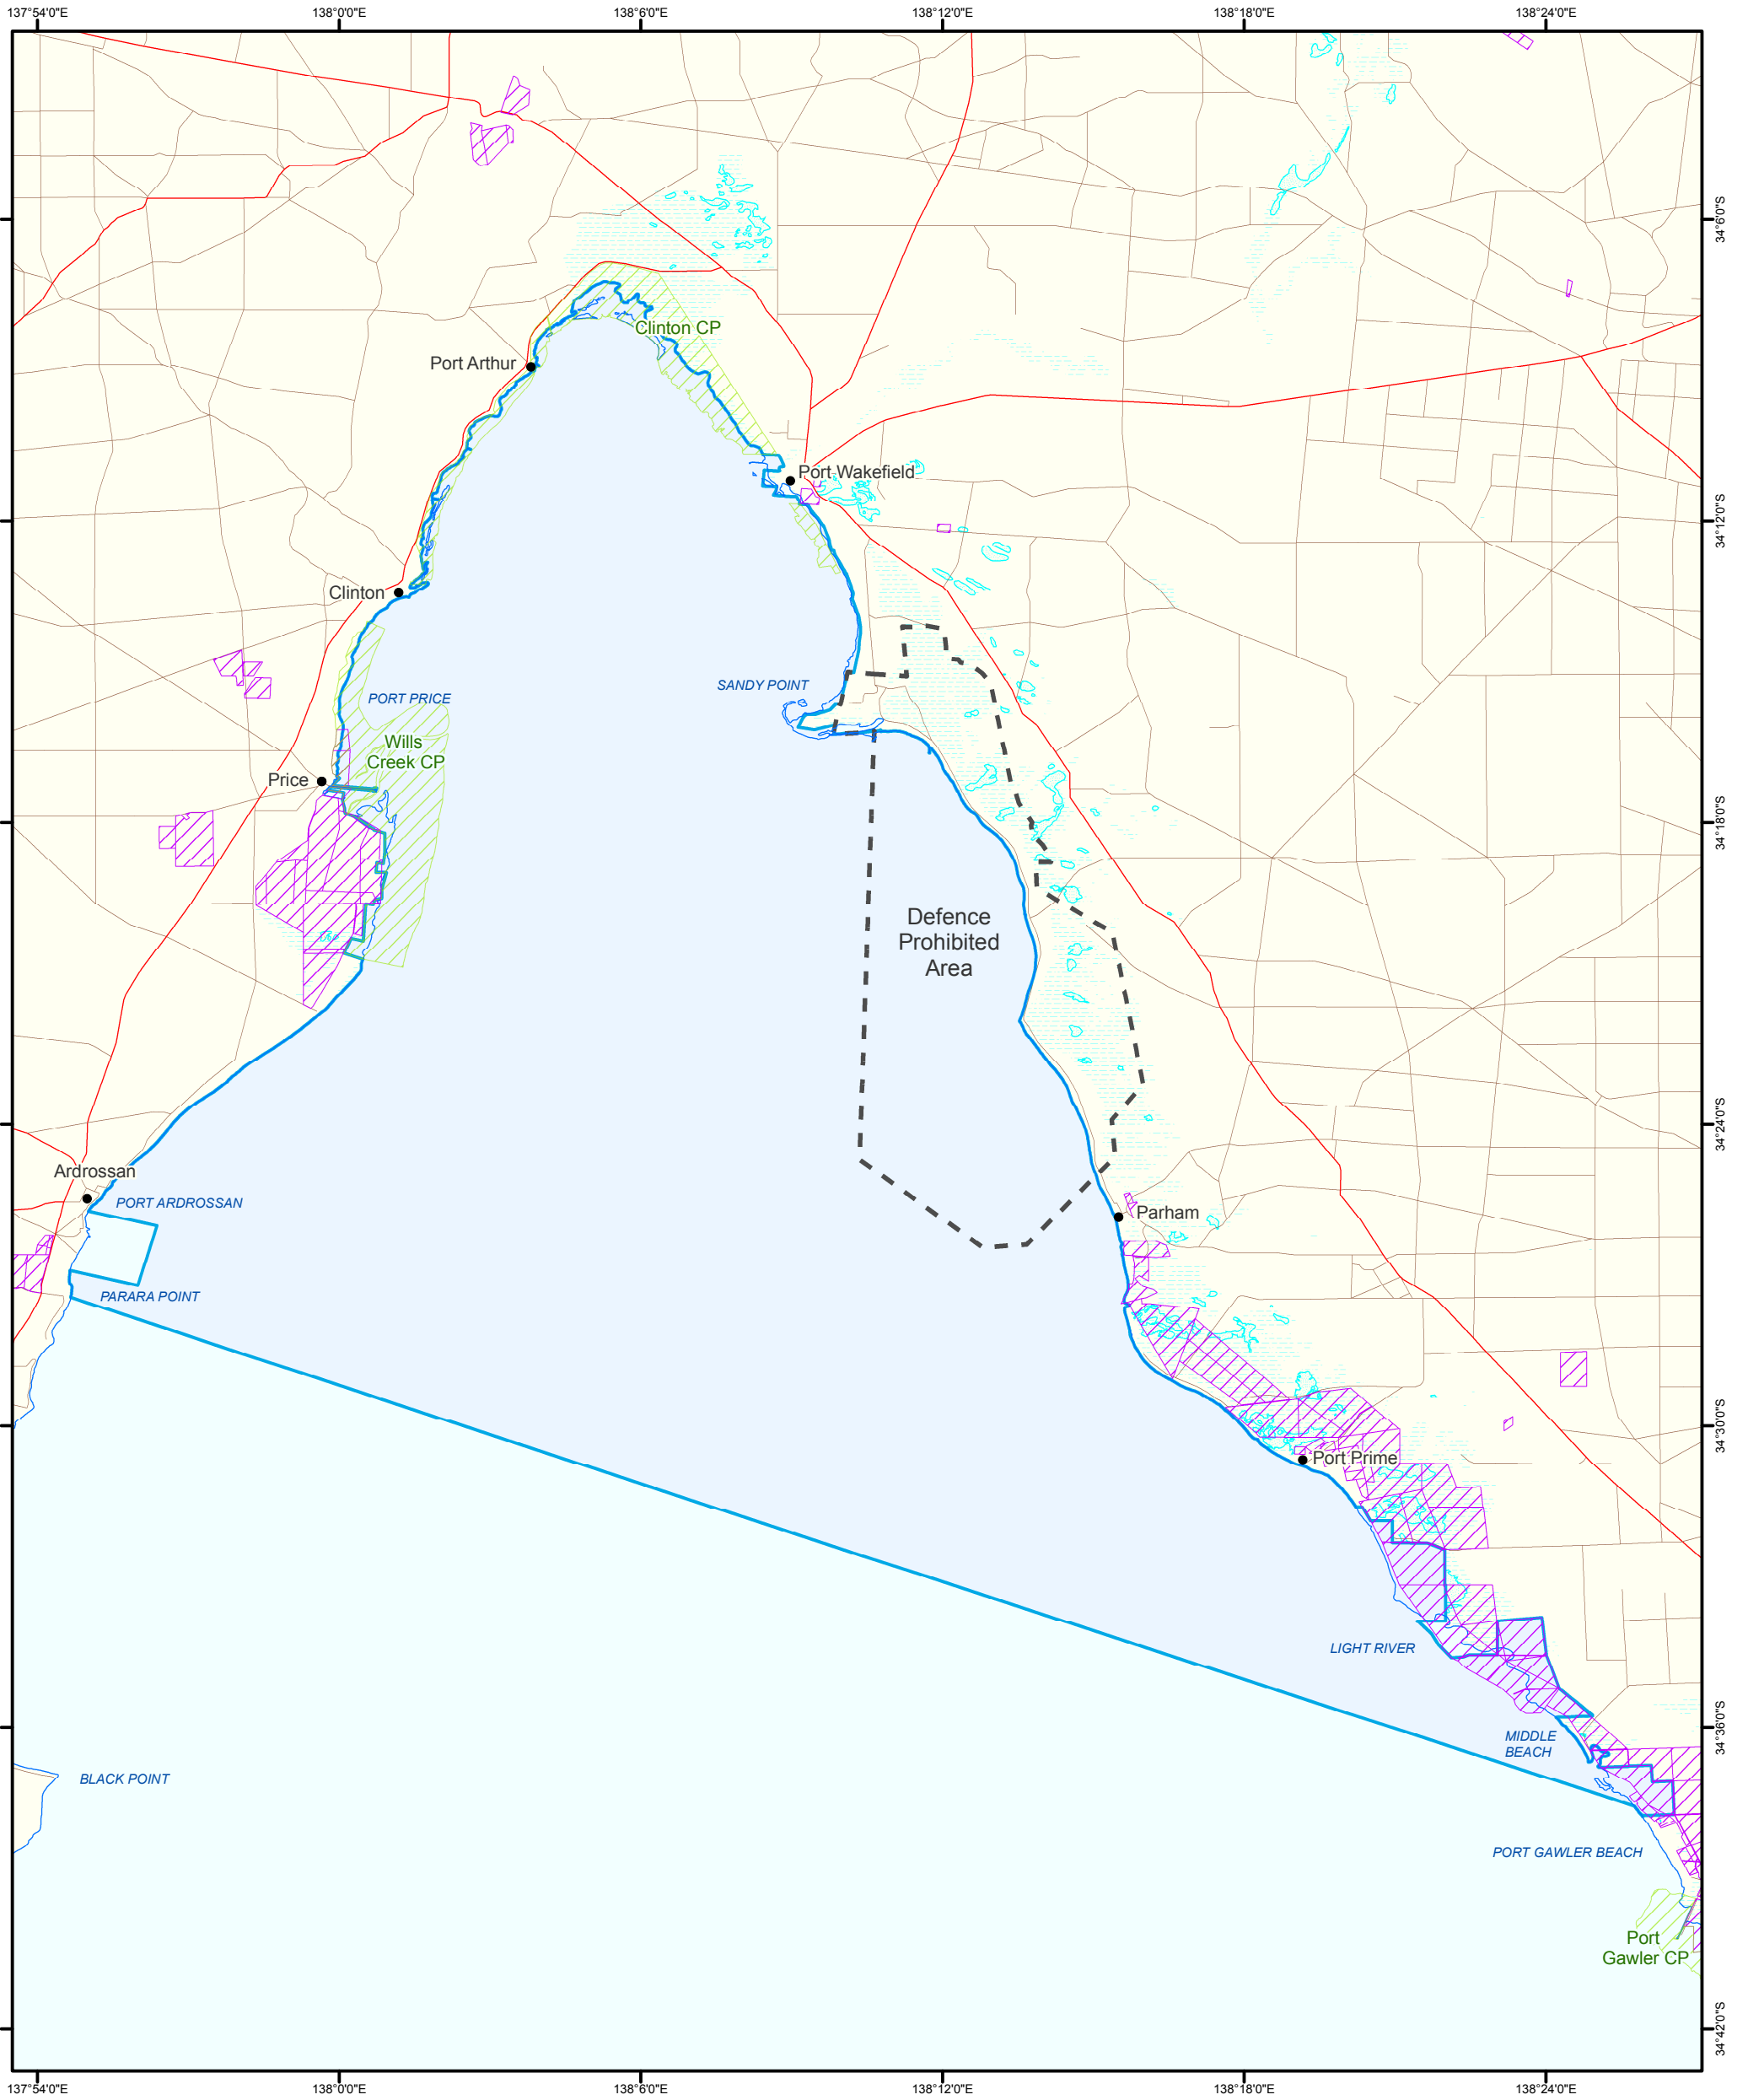 137°54'0"E
138°0'0"E
138°6'0"E
138°12'0"E
138°18'0"E
138°24'0"E
34°6'0"S
Clinton CP
Port Arthur
Port Wakefield
34°12'0"S
Clinton
SANDY POINT
PORT PRICE
Wills
Creek CP
Price
34°18'0"S
Defence
Prohibited
Area
34°24'0"S
Ardrossan
PORT ARDROSSAN
Parham
PARARA POINT
34°30'0"S
Port Prime
LIGHT RIVER
34°36'0"S
MIDDLE
BEACH
BLACK POINT
PORT GAWLER BEACH
Port
Gawler CP
34°42'0"S
137°54'0"E
138°0'0"E
138°6'0"E
138°12'0"E
138°18'0"E
138°24'0"E